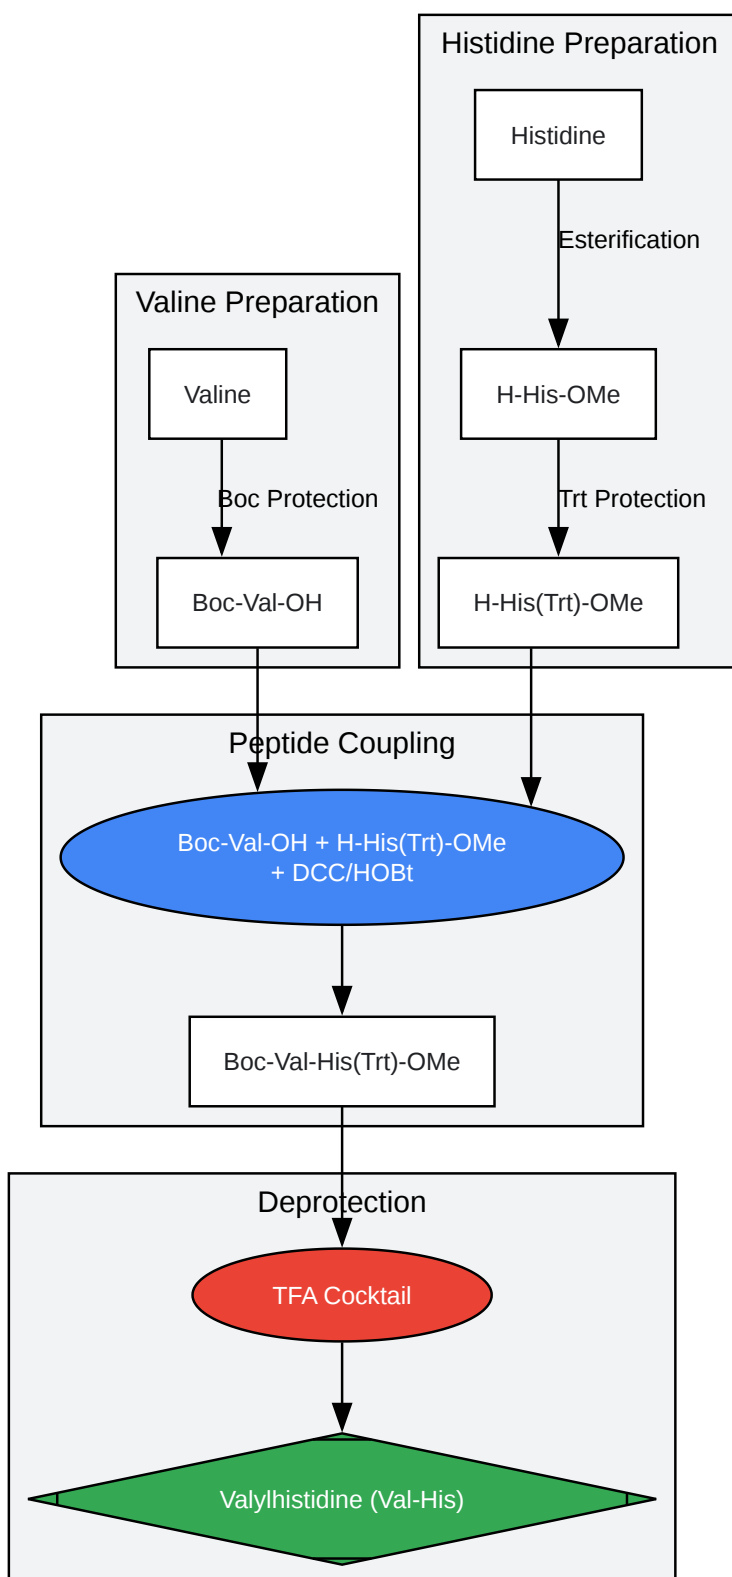 Histidine Preparation
Histidine
Esterification
Valine Preparation
Valine
H-His-OMe
Boc Protection
Trt Protection
Boc-Val-OH
H-His(Trt)-OMe
Peptide Coupling
Boc-Val-OH + H-His(Trt)-OMe
+ DCC/HOBt
Boc-Val-His(Trt)-OMe
Deprotection
TFA Cocktail
Valylhistidine (Val-His)